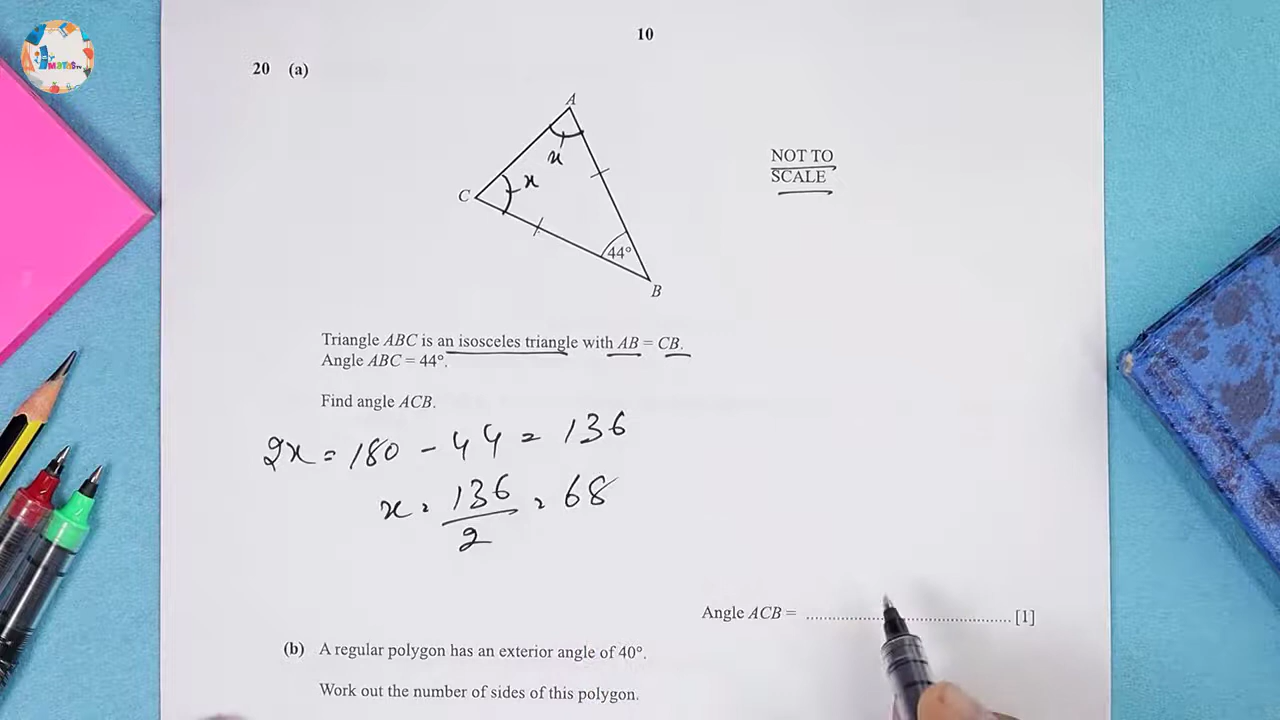 10
20 (a)
A
NOT TO
SCALE
x
x
C
44°
B
Triangle ABC is an isosceles triangle with AB = CB.
Angle ABC = 44°.
Find angle ACB.
2x = 180 - 44 = 136
x = 136/2 = 68
Angle ACB = ........................................ [1]
(b) A regular polygon has an exterior angle of 40°.
Work out the number of sides of this polygon.